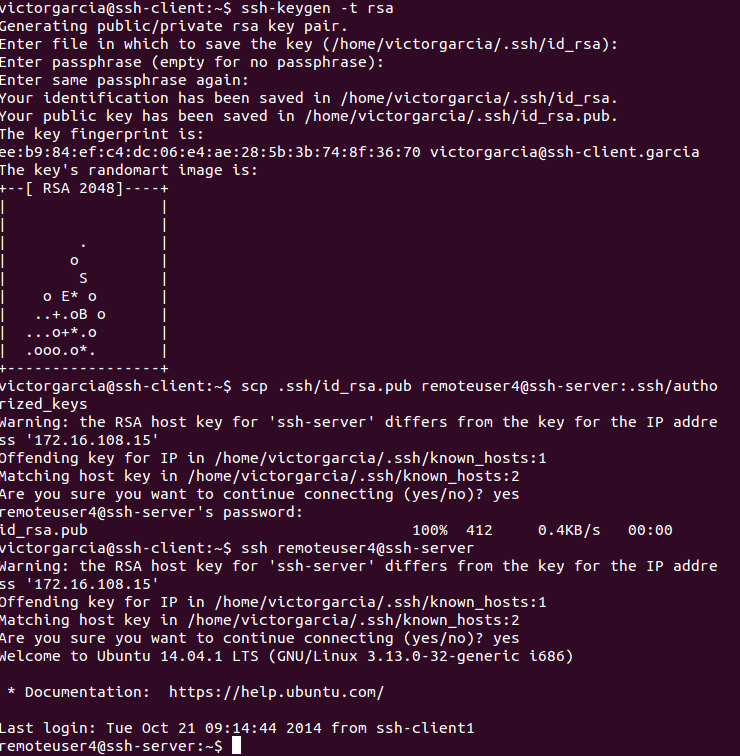 victorgarcia@ssh-client:~$ ssh-keygen -t rsa
Generating public/private rsa key pair.
Enter file in which to save the key (/home/victorgarcia/.ssh/id_rsa):
Enter passphrase (empty for no passphrase):
Enter same passphrase again:
Your identification has been saved in /home/victorgarcia/.ssh/id_rsa.
Your public key has been saved in /home/victorgarcia/.ssh/id_rsa.pub.
The key fingerprint is:
ee:b9:84:ef:c4:dc:06:e4:ae:28:5b:3b:74:8f:36:70 victorgarcia@ssh-client.garcia
The key's randomart image is:
+--[ RSA 2048]----+
|                 |
|                 |
|        .        |
|       o         |
|        S        |
|    o E* o       |
|   ..+.oB o      |
|  ...o+*.o       |
|  .ooo.o*.       |
+-----------------+
victorgarcia@ssh-client:~$ scp .ssh/id_rsa.pub remoteuser4@ssh-server:.ssh/autho
rized_keys
Warning: the RSA host key for 'ssh-server' differs from the key for the IP addre
ss '172.16.108.15'
Offending key for IP in /home/victorgarcia/.ssh/known_hosts:1
Matching host key in /home/victorgarcia/.ssh/known_hosts:2
Are you sure you want to continue connecting (yes/no)? yes
remoteuser4@ssh-server's password:
id_rsa.pub                                    100%  412     0.4KB/s   00:00
victorgarcia@ssh-client:~$ ssh remoteuser4@ssh-server
Warning: the RSA host key for 'ssh-server' differs from the key for the IP addre
ss '172.16.108.15'
Offending key for IP in /home/victorgarcia/.ssh/known_hosts:1
Matching host key in /home/victorgarcia/.ssh/known_hosts:2
Are you sure you want to continue connecting (yes/no)? yes
Welcome to Ubuntu 14.04.1 LTS (GNU/Linux 3.13.0-32-generic i686)
 * Documentation:  https://help.ubuntu.com/
Last login: Tue Oct 21 09:14:44 2014 from ssh-client1
remoteuser4@ssh-server:~$